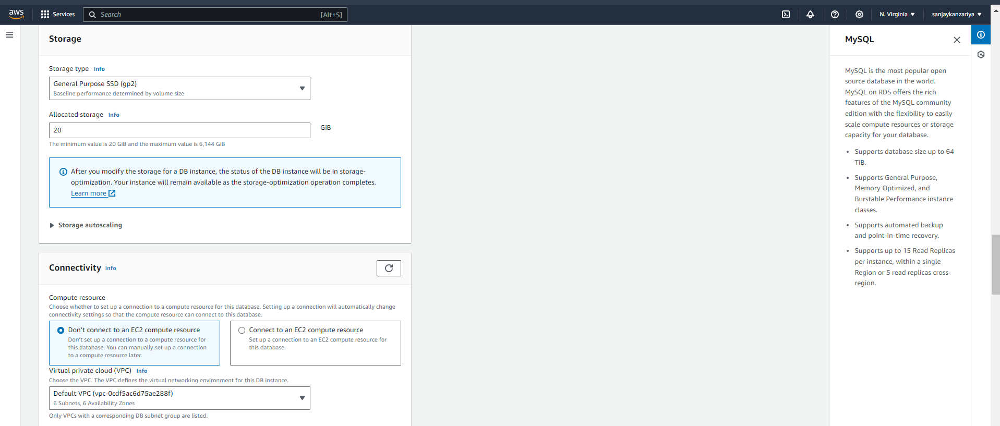 aws
Services
Search
[Alt+S]
N. Virginia
sanjaykanzariya
Storage
Storage type Info
General Purpose SSD (gp2)
Baseline performance determined by volume size
Allocated storage Info
20
GiB
The minimum value is 20 GiB and the maximum value is 6,144 GiB
After you modify the storage for a DB instance, the status of the DB instance will be in storage-
optimization. Your instance will remain available as the storage-optimization operation completes.
Learn more
Storage autoscaling
Connectivity Info
Compute resource
Choose whether to set up a connection to a compute resource for this database. Setting up a connection will automatically change
connectivity settings so that the compute resource can connect to this database.
Don't connect to an EC2 compute resource
Don't set up a connection to a compute resource for
this database. You can manually set up a connection
to a compute resource later.
Connect to an EC2 compute resource
Set up a connection to an EC2 compute resource for
this database.
Virtual private cloud (VPC) Info
Choose the VPC. The VPC defines the virtual networking environment for this DB instance.
Default VPC (vpc-0cdf5ac6d75ae288f)
6 Subnets, 6 Availability Zones
Only VPCs with a corresponding DB subnet group are listed.
MySQL
MySQL is the most popular open
source database in the world.
MySQL on RDS offers the rich
features of the MySQL community
edition with the flexibility to easily
scale compute resources or storage
capacity for your database.
• Supports database size up to 64
TiB.
• Supports General Purpose,
Memory Optimized, and
Burstable Performance instance
classes.
• Supports automated backup
and point-in-time recovery.
• Supports up to 15 Read Replicas
per instance, within a single
Region or 5 read replicas cross-
region.